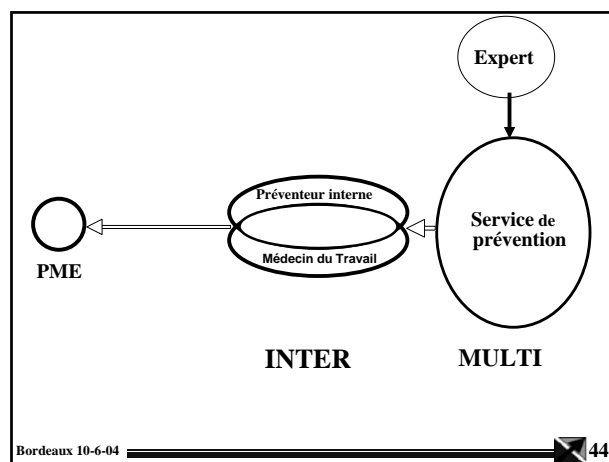 Expert
Préventeur interne
Service de
prévention
Médecin du Travail
PME
INTER
MULTI
Bordeaux 10-6-04
44